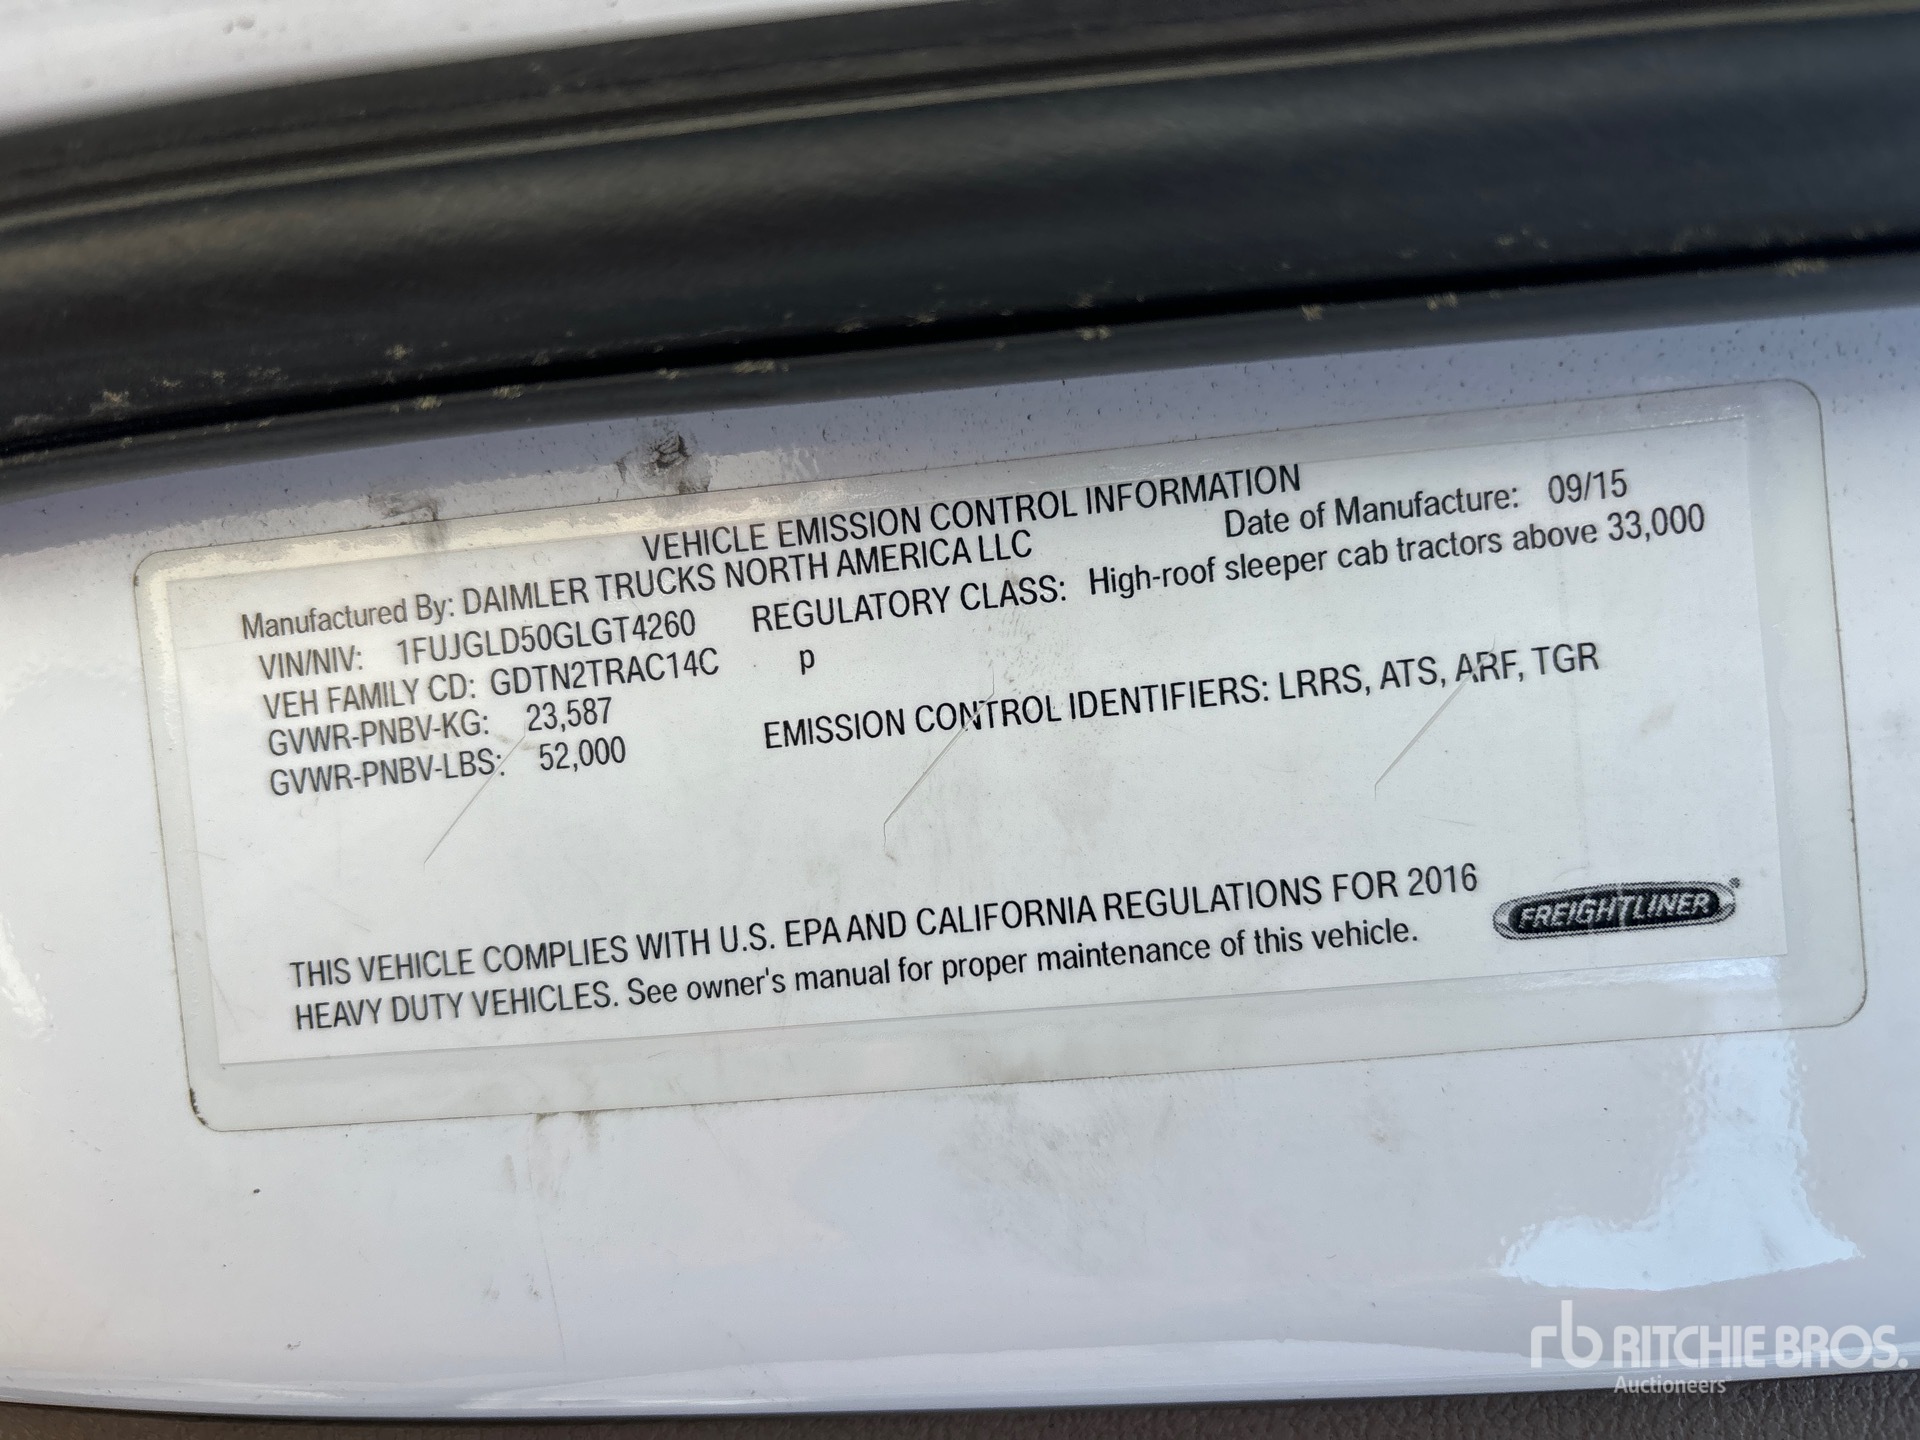 VEHICLE EMISSION CONTROL INFORMATION
Manufactured By: DAIMLER TRUCKS NORTH AMERICA LLC Date of Manufacture: 09/15
VIN/NIV: 1FUJGLD50GLGT4260 REGULATORY CLASS: High-roof sleeper cab tractors above 33,000
VEH FAMILY CD: GDTN2TRAC14C p
GVWR-PNBV-KG: 23,587 EMISSION CONTROL IDENTIFIERS: LRRS, ATS, ARF, TGR
GVWR-PNBV-LBS: 52,000
THIS VEHICLE COMPLIES WITH U.S. EPA AND CALIFORNIA REGULATIONS FOR 2016
HEAVY DUTY VEHICLES. See owner's manual for proper maintenance of this vehicle.
FREIGHTLINER®
rb RITCHIE BROS.
Auctioneers